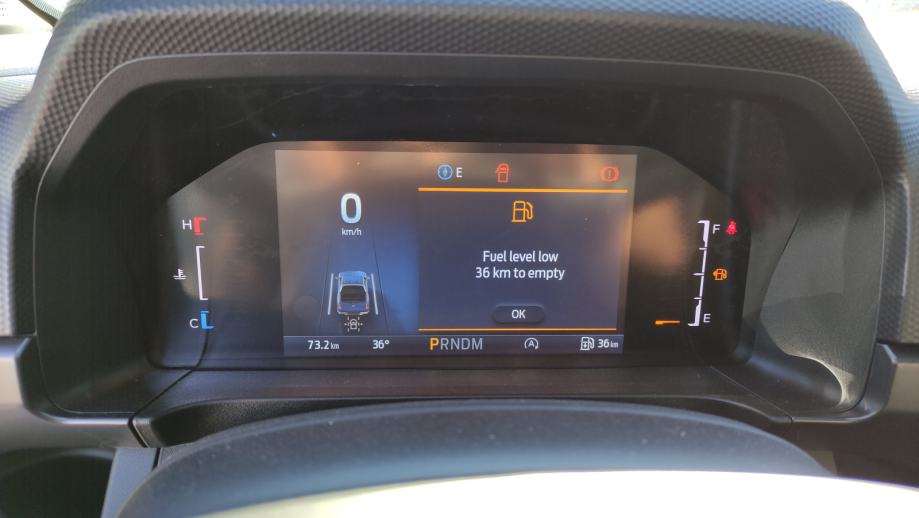 E
0
km/h
Fuel level low
36 km to empty
OK
H
C
F
E
73.2 km
36°
PRNDM
A
36 km